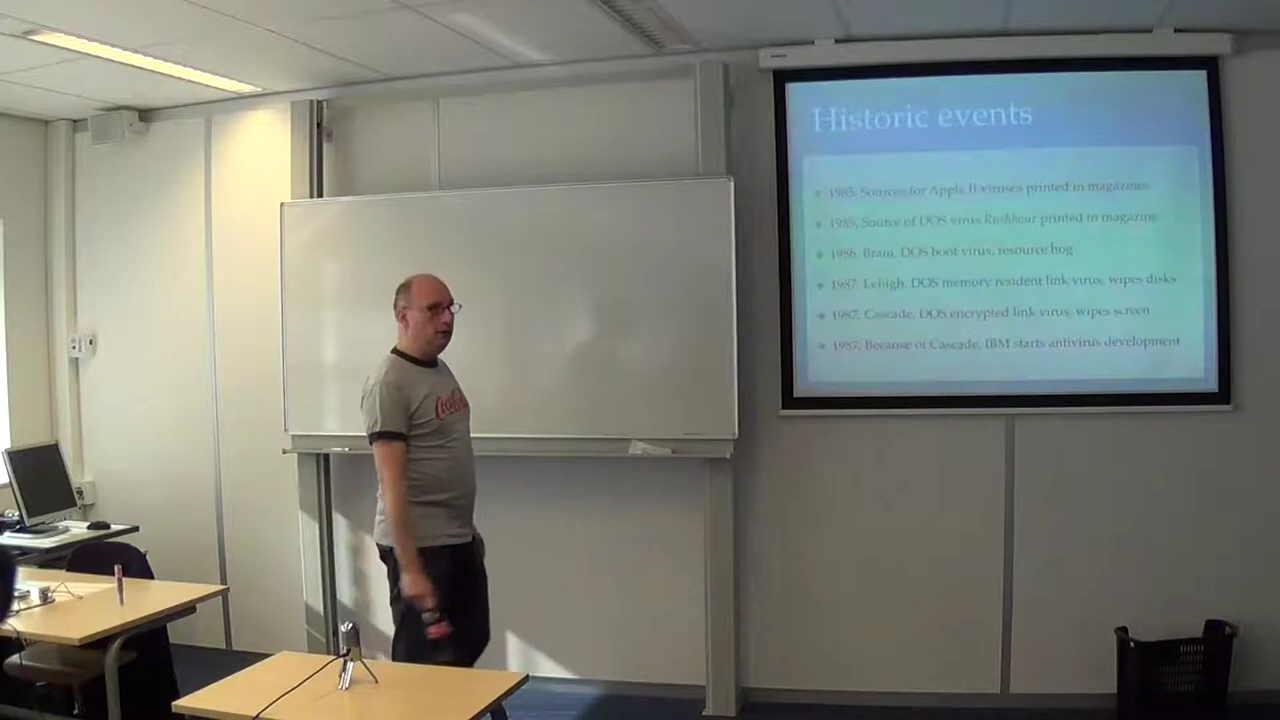 Historic events
1985, Sources for Apple II viruses printed in magazines
1985, Source of DOS virus Rushhour printed in magazine
1986, Brain, DOS boot virus, resource hog
1987, Lehigh, DOS memory resident link virus, wipes disks
1987, Cascade, DOS encrypted link virus, wipes screen
1987, Because of Cascade, IBM starts antivirus development